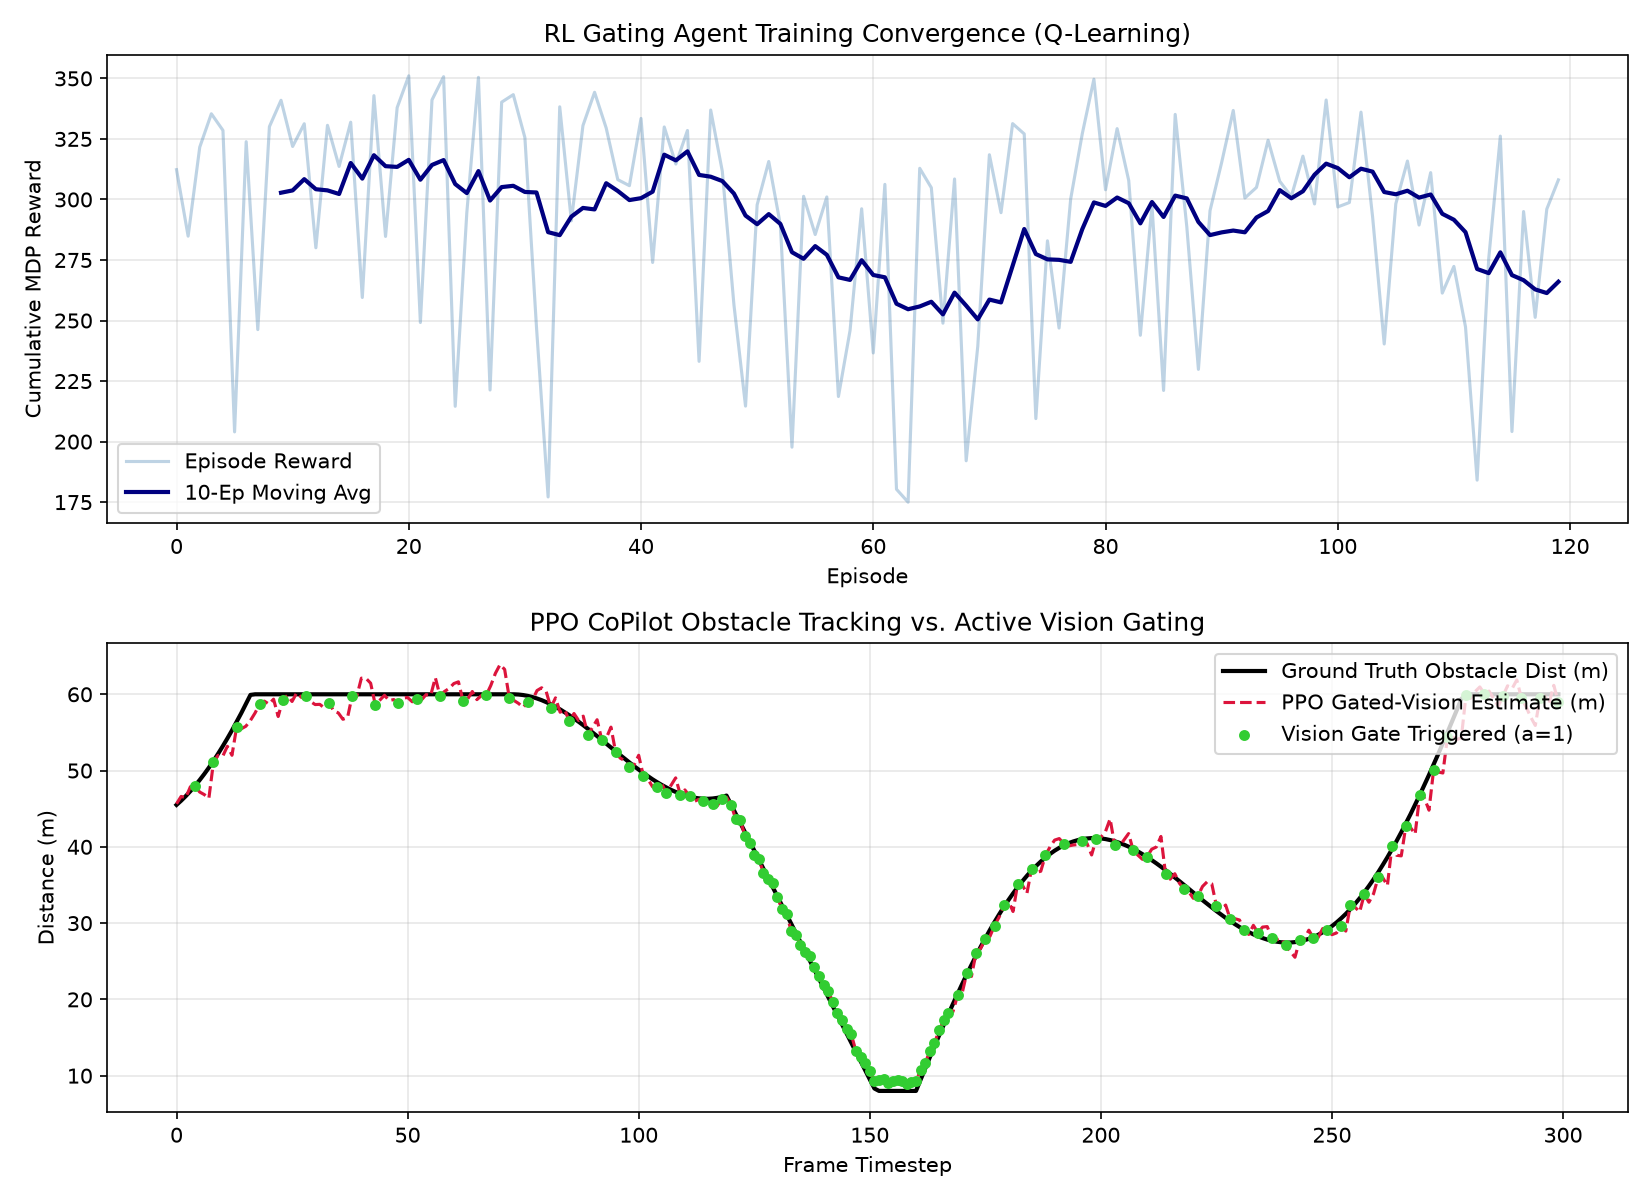 RL Gating Agent Training Convergence (Q-Learning)
350
325
300
275
250
225
200
175
Cumulative MDP Reward
Episode Reward
10-Ep Moving Avg
0 20 40 60 80 100 120
Episode
PPO CoPilot Obstacle Tracking vs. Active Vision Gating
60
50
40
30
20
10
Distance (m)
Ground Truth Obstacle Dist (m)
PPO Gated-Vision Estimate (m)
Vision Gate Triggered (a=1)
0 50 100 150 200 250 300
Frame Timestep